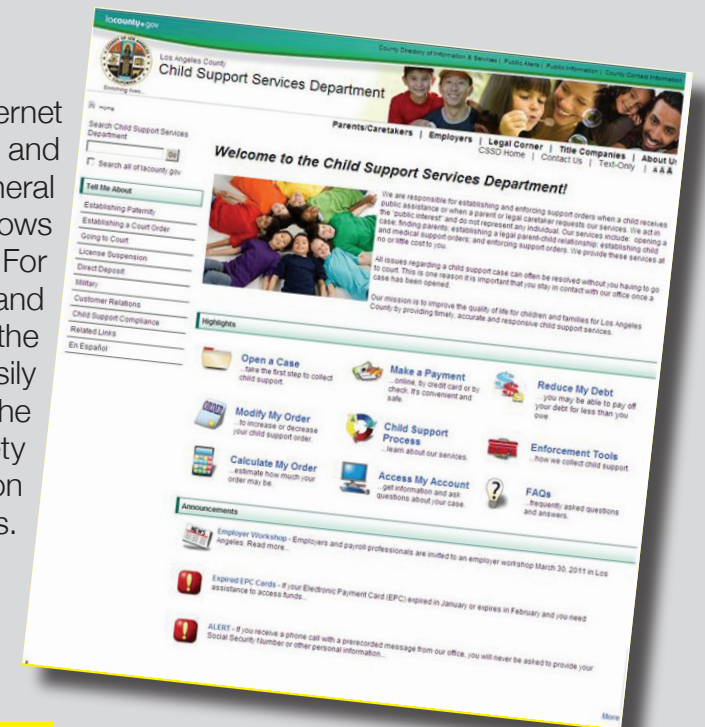 ernet
and
neral
ows
For
and
the
sily
he
ety
on
s.
lacounty.gov
County Directory of Information & Services | Public Alerts | Public Information | County Contact Information
Enriching lives...
Los Angeles County
Child Support Services Department
Parents/Caretakers | Employers | Legal Corner | Title Companies | About U
CSSD Home | Contact Us | Text-Only | A A A
Home
Search Child Support Services
Department
Go
Search all of lacounty.gov
Tell Me About
Establishing Paternity
Establishing a Court Order
Going to Court
License Suspension
Direct Deposit
Military
Customer Relations
Child Support Compliance
Related Links
En Español
Welcome to the Child Support Services Department!
We are responsible for establishing and enforcing support orders when a child receives
public assistance or when a parent or legal caretaker requests our services. We act in
the 'public interest' and do not represent any individual. Our services include: opening a
case; finding parents; establishing a legal parent-child relationship; establishing child
and medical support orders; and enforcing support orders. We provide these services at
no or little cost to you.
All issues regarding a child support case can often be resolved without you having to go
to court. This is one reason it is important that you stay in contact with our office once a
case has been opened.
Our mission is to improve the quality of life for children and families for Los Angeles
County by providing timely, accurate and responsive child support services.
Highlights
Open a Case
...take the first step to collect
child support.
Make a Payment
...online, by credit card or by
check. It's convenient and
safe.
Reduce My Debt
...you may be able to pay off
your debt for less than you
owe.
ORDER
Modify My Order
...to increase or decrease
your child support order.
Child Support
Process
...learn about our services.
Enforcement Tools
...how we collect child support.
Calculate My Order
...estimate how much your
order may be.
Access My Account
...get information and ask
questions about your case.
FAQs
...frequently asked questions
and answers.
Announcements
NEWS
Employer Workshop - Employers and payroll professionals are invited to an employer workshop March 30, 2011 in Los
Angeles. Read more...
Expired EPC Cards - If your Electronic Payment Card (EPC) expired in January or expires in February and you need
assistance to access funds...
ALERT - If you receive a phone call with a prerecorded message from our office, you will never be asked to provide your
Social Security Number or other personal information...
More